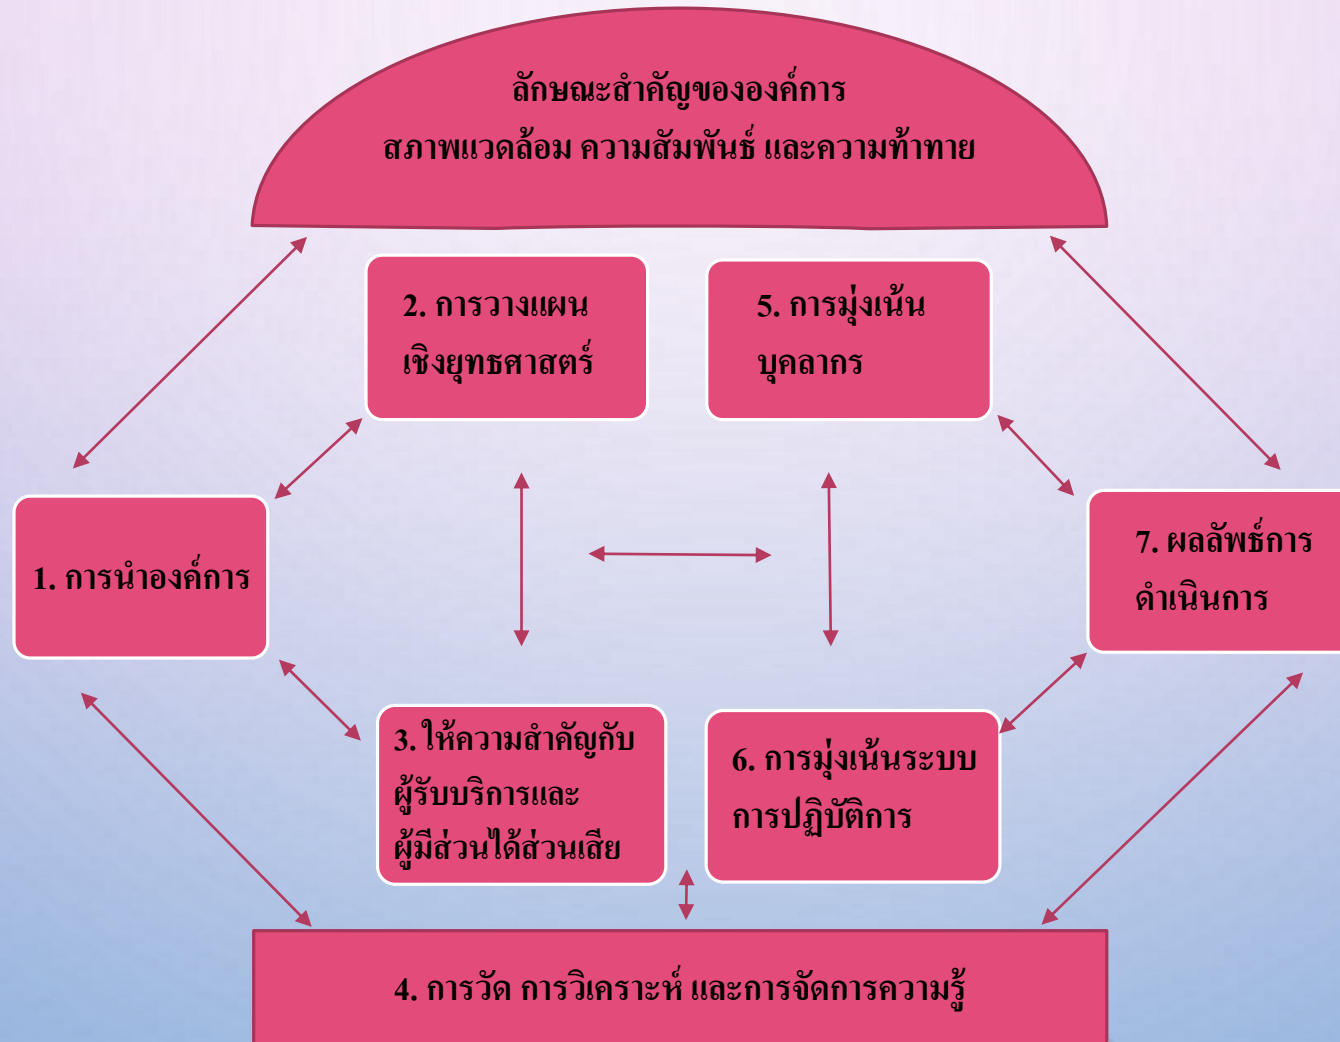 ลักษณะสำคัญขององค์การ
สภาพแวดล้อม ความสัมพันธ์ และความท้าทาย
2. การวางแผน
เชิงยุทธศาสตร์
5. การมุ่งเน้น
บุคลากร
1. การนำองค์การ
7. ผลลัพธ์การ
ดำเนินการ
3. ให้ความสำคัญกับ
ผู้รับบริการและ
ผู้มีส่วนได้ส่วนเสีย
6. การมุ่งเน้นระบบ
การปฏิบัติการ
4. การวัด การวิเคราะห์ และการจัดการความรู้